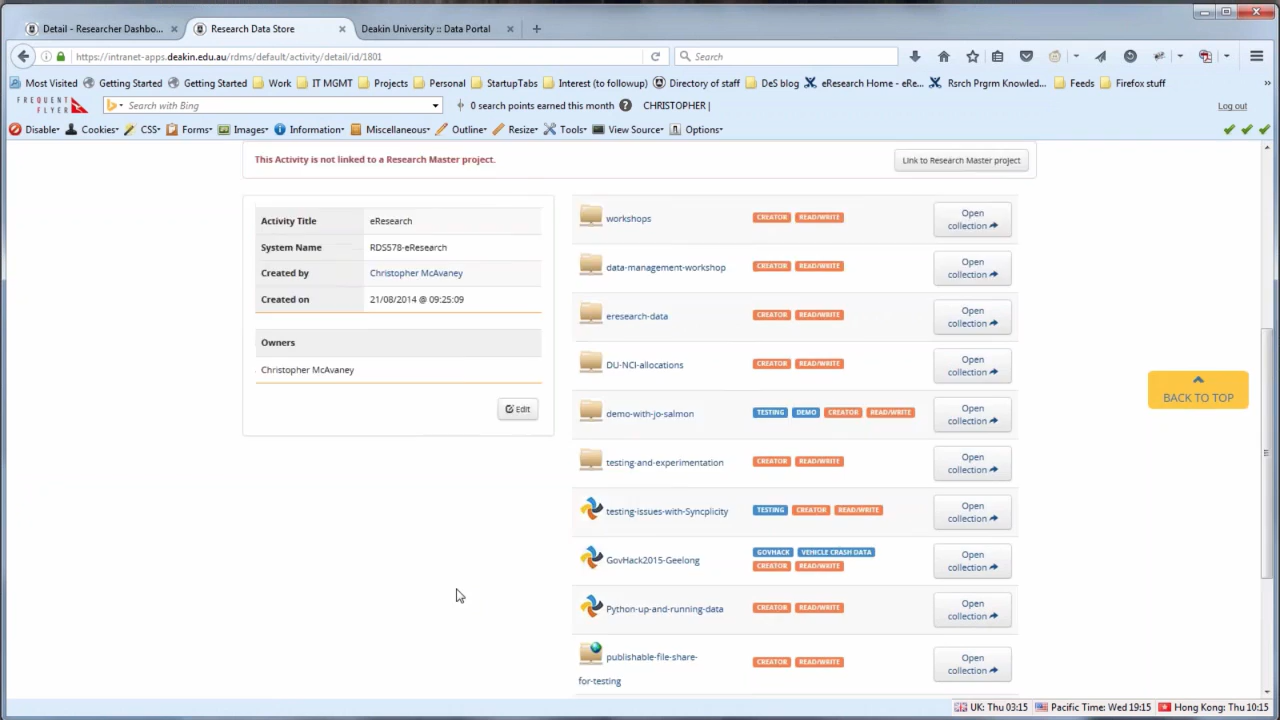 Detail - Researcher Dashbo... Research Data Store Deakin University :: Data Portal
https://intranet-apps.deakin.edu.au/rdms/default/activity/detail/id/1801 Search
Most Visited Getting Started Getting Started Work IT MGMT Projects Personal StartupTabs Interest (to followup) Directory of staff DeS blog eResearch Home - eRe... Rsrch Prgrm Knowled... Feeds Firefox stuff
FREQUENT FLYER Search with Bing 0 search points earned this month CHRISTOPHER | Log out
Disable Cookies CSS Forms Images Information Miscellaneous Outline Resize Tools View Source Options
This Activity is not linked to a Research Master project. Link to Research Master project
Activity Title eResearch
System Name RDS578-eResearch
Created by Christopher McAvaney
Created on 21/08/2014 @ 09:25:09
Owners
Christopher McAvaney
Edit
workshops CREATOR READ/WRITE Open collection
data-management-workshop CREATOR READ/WRITE Open collection
eresearch-data CREATOR READ/WRITE Open collection
DU-NCI-allocations CREATOR READ/WRITE Open collection
demo-with-jo-salmon TESTING DEMO CREATOR READ/WRITE Open collection
testing-and-experimentation CREATOR READ/WRITE Open collection
testing-issues-with-Syncplicity TESTING CREATOR READ/WRITE Open collection
GovHack2015-Geelong GOVHACK VEHICLE CRASH DATA CREATOR READ/WRITE Open collection
Python-up-and-running-data CREATOR READ/WRITE Open collection
publishable-file-share-
for-testing CREATOR READ/WRITE Open collection
BACK TO TOP
UK: Thu 03:15 Pacific Time: Wed 19:15 Hong Kong: Thu 10:15